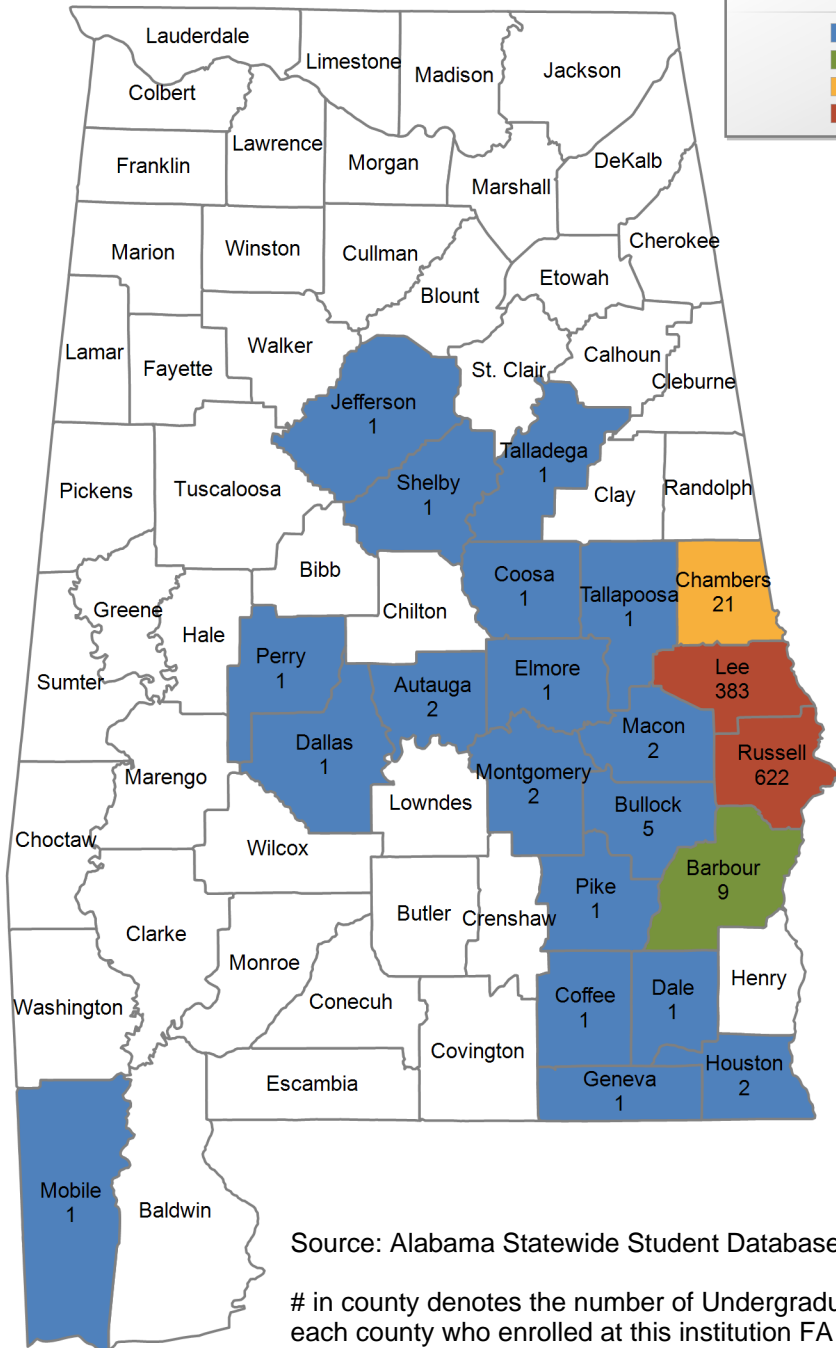 Lauderdale
Limestone
Madison
Jackson
Colbert
Lawrence
Franklin
Morgan
DeKalb
Marshall
Cherokee
Marion
Winston
Cullman
Etowah
Blount
Walker
Lamar
Fayette
St. Clair
Calhoun
Cleburne
Jefferson
1
Talladega
1
Shelby
1
Pickens
Tuscaloosa
Clay
Randolph
Bibb
Coosa
1
Tallapoosa
1
Chambers
21
Greene
Hale
Chilton
Perry
1
Sumter
Autauga
2
Elmore
1
Lee
383
Dallas
1
Macon
2
Russell
622
Marengo
Montgomery
2
Lowndes
Bullock
5
Choctaw
Wilcox
Barbour
9
Pike
1
Butler
Crenshaw
Clarke
Monroe
Henry
Washington
Conecuh
Coffee
1
Dale
1
Covington
Houston
2
Escambia
Geneva
1
Mobile
1
Baldwin
Source: Alabama Statewide Student Database
# in county denotes the number of Undergradu
each county who enrolled at this institution FA